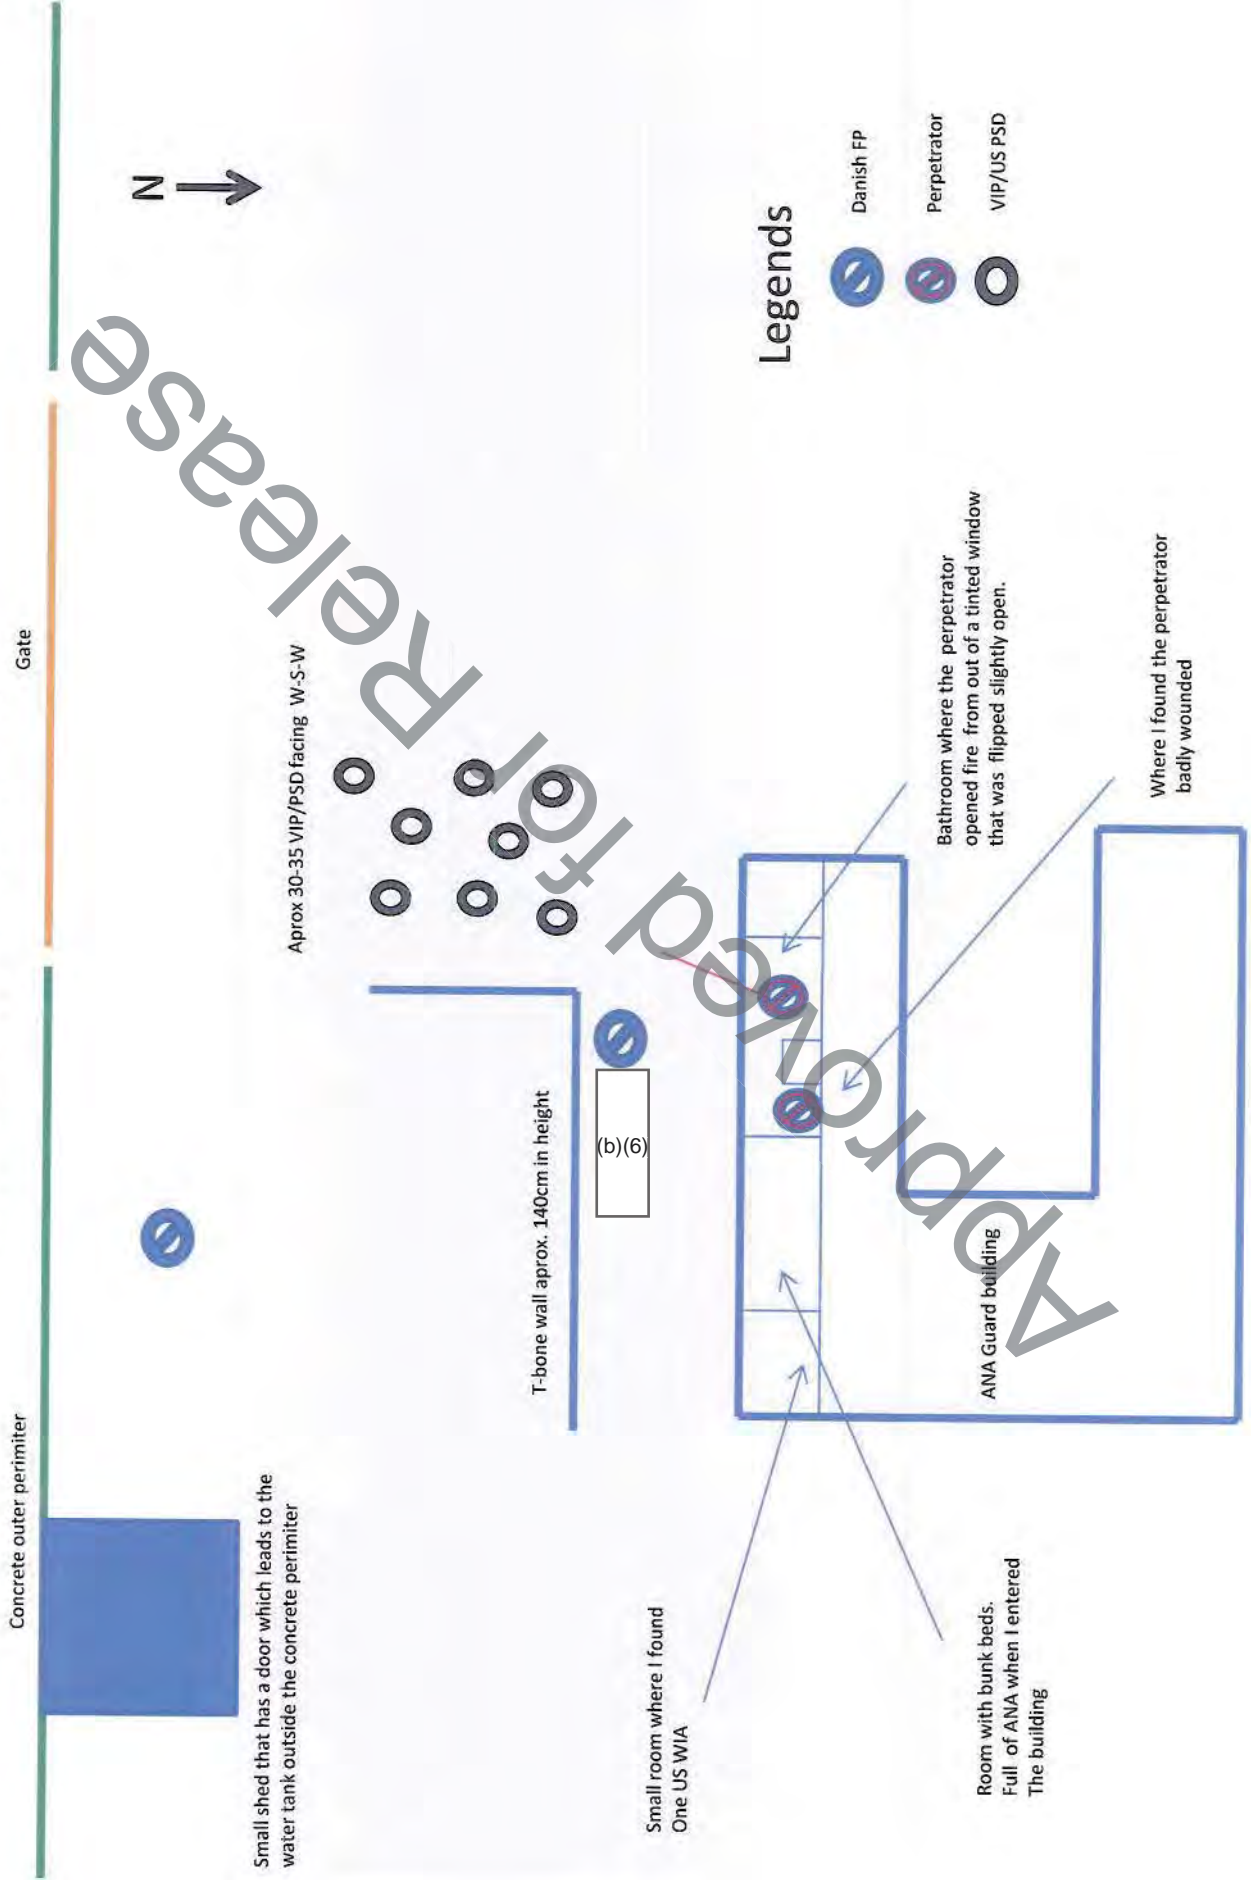 Concrete outer perimiter
Gate
N
Small shed that has a door which leads to the
water tank outside the concrete perimiter
Aprox 30-35 VIP/PSD facing W-S-W
T-bone wall aprox. 140cm in height
(b)(6)
Small room where I found
One US WIA
Room with bunk beds.
Full of ANA when I entered
The building
ANA Guard building
Bathroom where the perpetrator
opened fire from out of a tinted window
that was flipped slightly open.
Where I found the perpetrator
badly wounded
Legends
Danish FP
Perpetrator
VIP/US PSD
Approved for Release